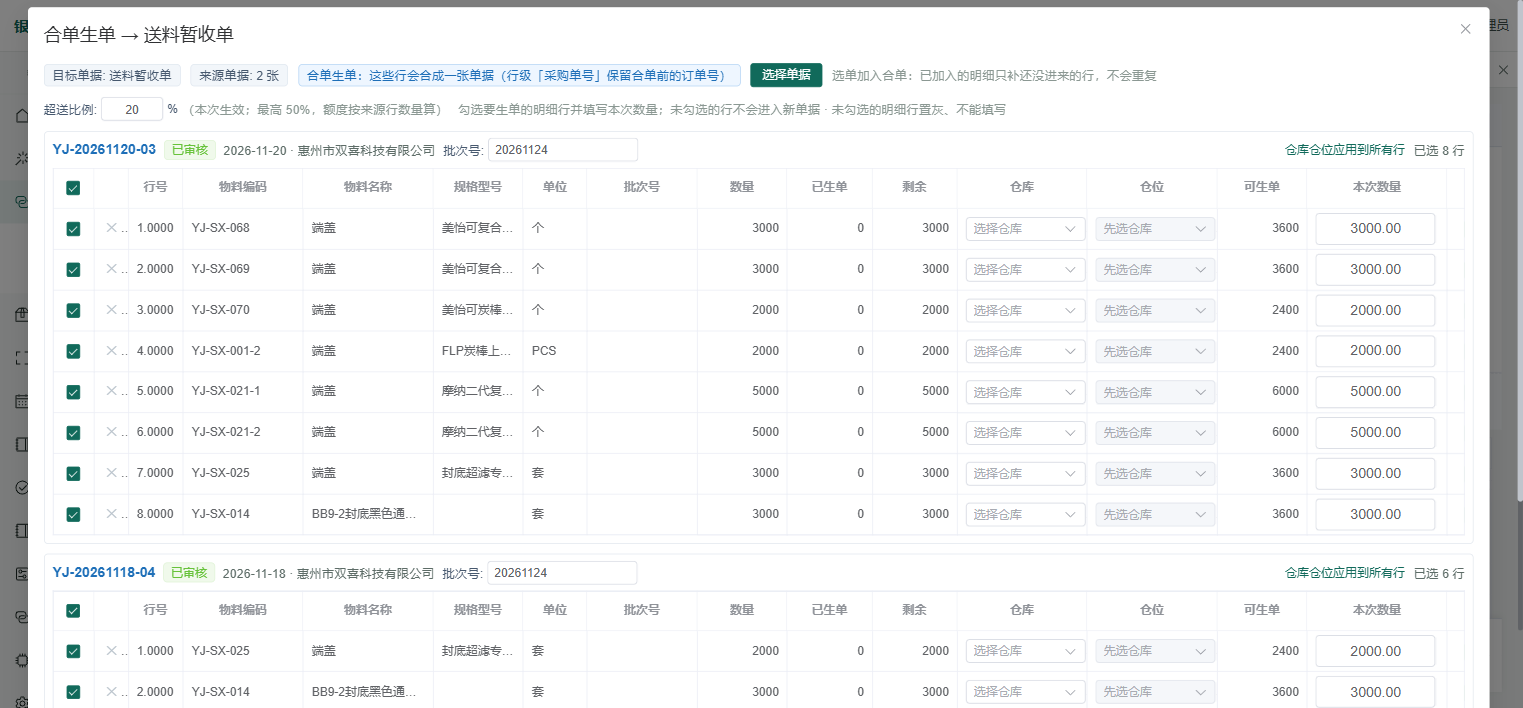 合单生单 → 送料暂收单
目标单据: 送料暂收单 来源单据: 2 张 合单生单：这些行会合成一张单据（行级「采购单号」保留合单前的订单号） 选择单据 选单加入合单：已加入的明细只补还没进来的行，不会重复
超送比例: 20 % （本次生效；最高 50%，额度按来源行数量算） 勾选要生单的明细行并填写本次数量；未勾选的行不会进入新单据 · 未勾选的明细行置灰、不能填写
YJ-20261120-03 已审核 2026-11-20 · 惠州市双喜科技有限公司 批次号: 20261124 仓库仓位应用到所有行 已选 8 行
行号 物料编码 物料名称 规格型号 单位 批次号 数量 已生单 剩余 仓库 仓位 可生单 本次数量
1.0000 YJ-SX-068 端盖 美怡可复合... 个 3000 0 3000 选择仓库 先选仓库 3600 3000.00
2.0000 YJ-SX-069 端盖 美怡可复合... 个 3000 0 3000 选择仓库 先选仓库 3600 3000.00
3.0000 YJ-SX-070 端盖 美怡可炭棒... 个 2000 0 2000 选择仓库 先选仓库 2400 2000.00
4.0000 YJ-SX-001-2 端盖 FLP炭棒上... PCS 2000 0 2000 选择仓库 先选仓库 2400 2000.00
5.0000 YJ-SX-021-1 端盖 摩纳二代复... 个 5000 0 5000 选择仓库 先选仓库 6000 5000.00
6.0000 YJ-SX-021-2 端盖 摩纳二代复... 个 5000 0 5000 选择仓库 先选仓库 6000 5000.00
7.0000 YJ-SX-025 端盖 封底超滤专... 套 3000 0 3000 选择仓库 先选仓库 3600 3000.00
8.0000 YJ-SX-014 BB9-2封底黑色通... 套 3000 0 3000 选择仓库 先选仓库 3600 3000.00
YJ-20261118-04 已审核 2026-11-18 · 惠州市双喜科技有限公司 批次号: 20261124 仓库仓位应用到所有行 已选 6 行
行号 物料编码 物料名称 规格型号 单位 批次号 数量 已生单 剩余 仓库 仓位 可生单 本次数量
1.0000 YJ-SX-025 端盖 封底超滤专... 套 2000 0 2000 选择仓库 先选仓库 2400 2000.00
2.0000 YJ-SX-014 BB9-2封底黑色通... 套 3000 0 3000 选择仓库 先选仓库 3600 3000.00